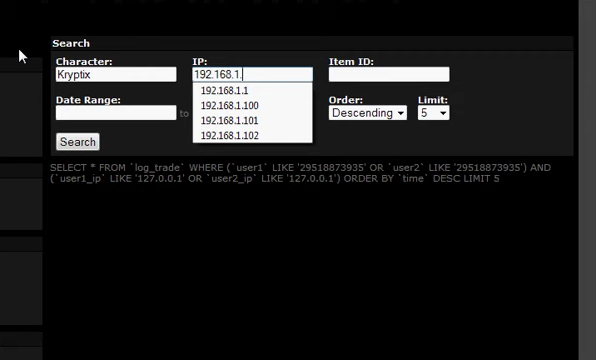 Search
Character: IP: Item ID:
Kryptix 192.168.1.
192.168.1.1
Date Range: 192.168.1.100 Order: Limit:
to 192.168.1.101 Descending 5
192.168.1.102
Search
SELECT * FROM `log_trade` WHERE (`user1` LIKE '29518873935' OR `user2` LIKE '29518873935') AND
(`user1_ip` LIKE '127.0.0.1' OR `user2_ip` LIKE '127.0.0.1') ORDER BY `time` DESC LIMIT 5